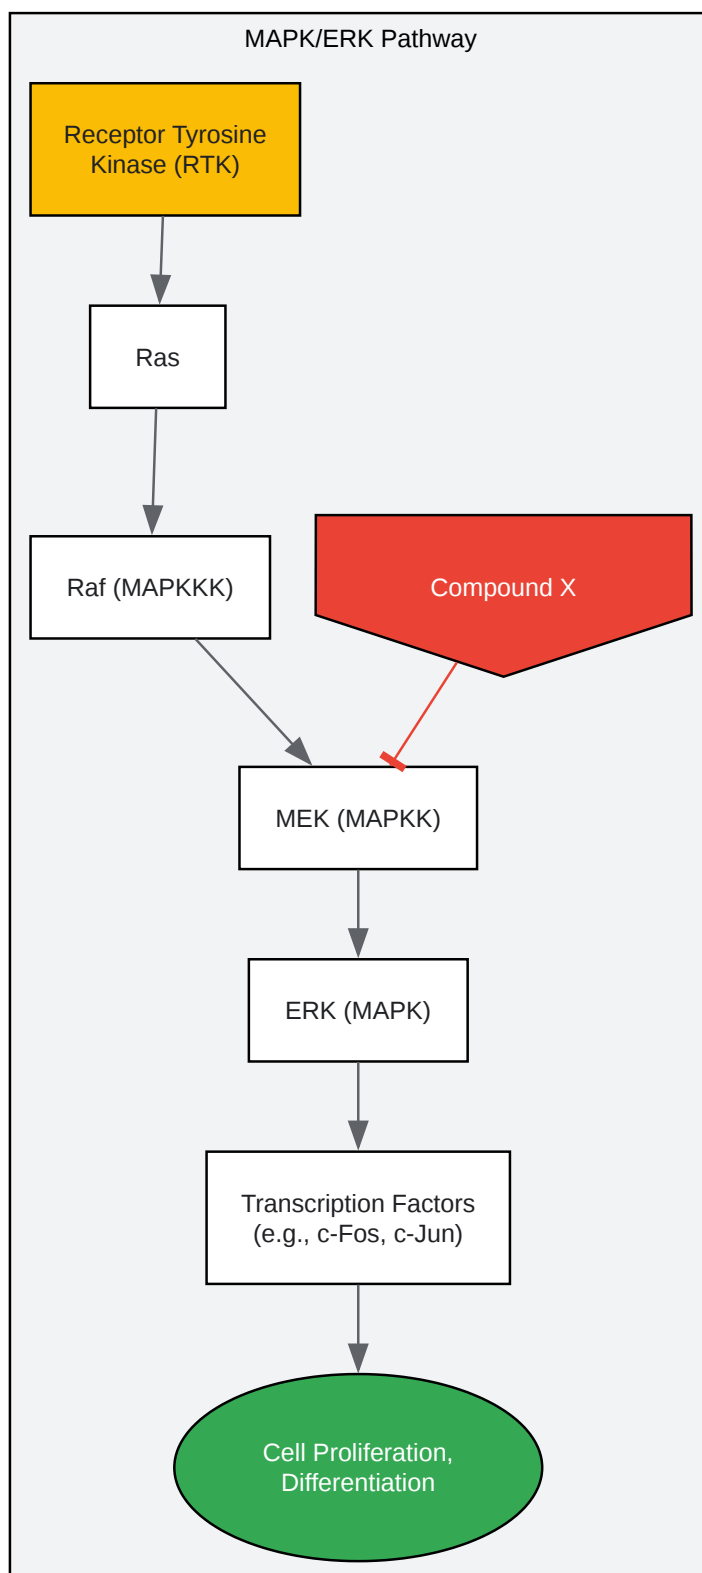 MAPK/ERK Pathway
Receptor Tyrosine
Kinase (RTK)
Ras
Raf (MAPKKK)
Compound X
MEK (MAPKK)
ERK (MAPK)
Transcription Factors
(e.g., c-Fos, c-Jun)
Cell Proliferation,
Differentiation